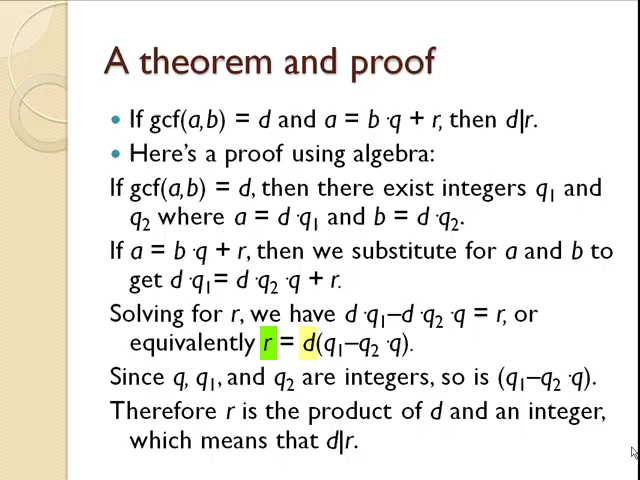 A theorem and proof
• If gcf(a,b) = d and a = b·q + r, then d|r.
• Here's a proof using algebra:
If gcf(a,b) = d, then there exist integers q₁ and
q₂ where a = d·q₁ and b = d·q₂.
If a = b·q + r, then we substitute for a and b to
get d·q₁= d·q₂·q + r.
Solving for r, we have d·q₁–d·q₂·q = r, or
equivalently r = d(q₁–q₂·q).
Since q, q₁, and q₂ are integers, so is (q₁–q₂·q).
Therefore r is the product of d and an integer,
which means that d|r.